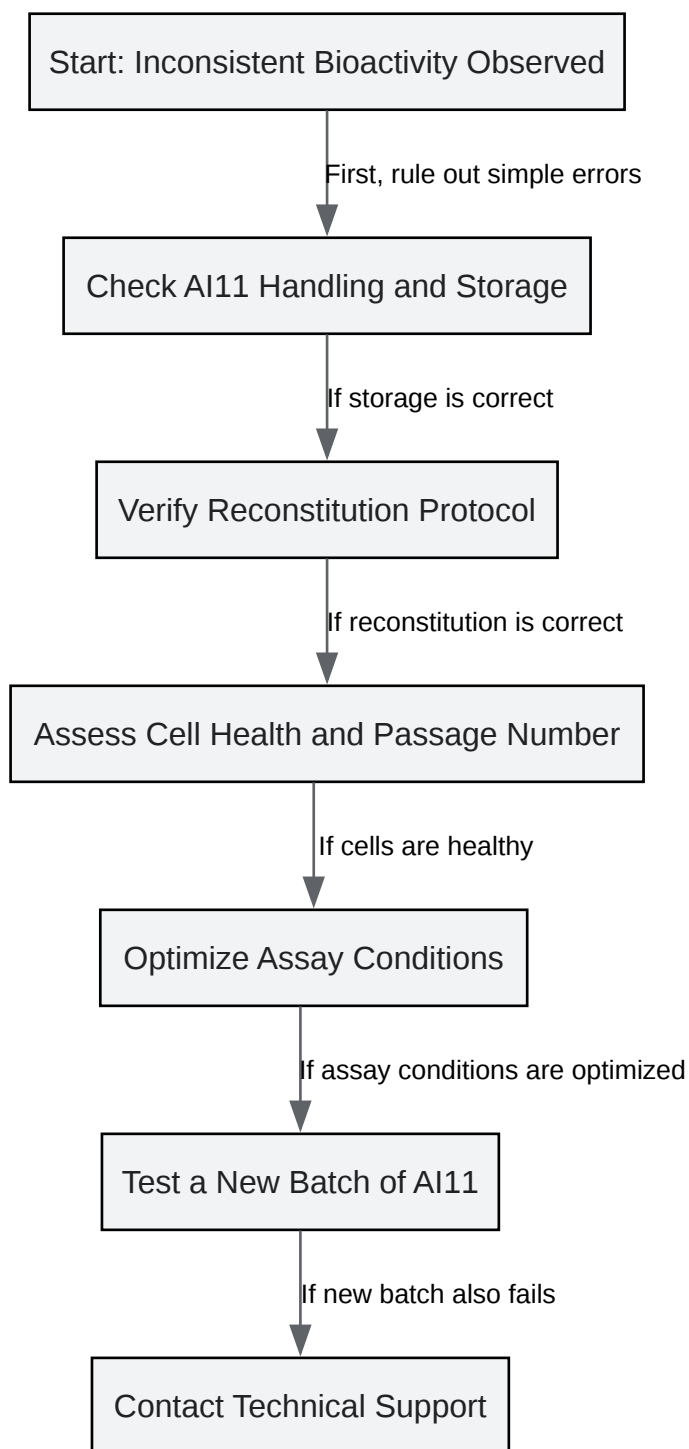 Start: Inconsistent Bioactivity Observed
First, rule out simple errors
Check AI11 Handling and Storage
If storage is correct
Verify Reconstitution Protocol
If reconstitution is correct
Assess Cell Health and Passage Number
If cells are healthy
Optimize Assay Conditions
If assay conditions are optimized
Test a New Batch of AI11
If new batch also fails
Contact Technical Support